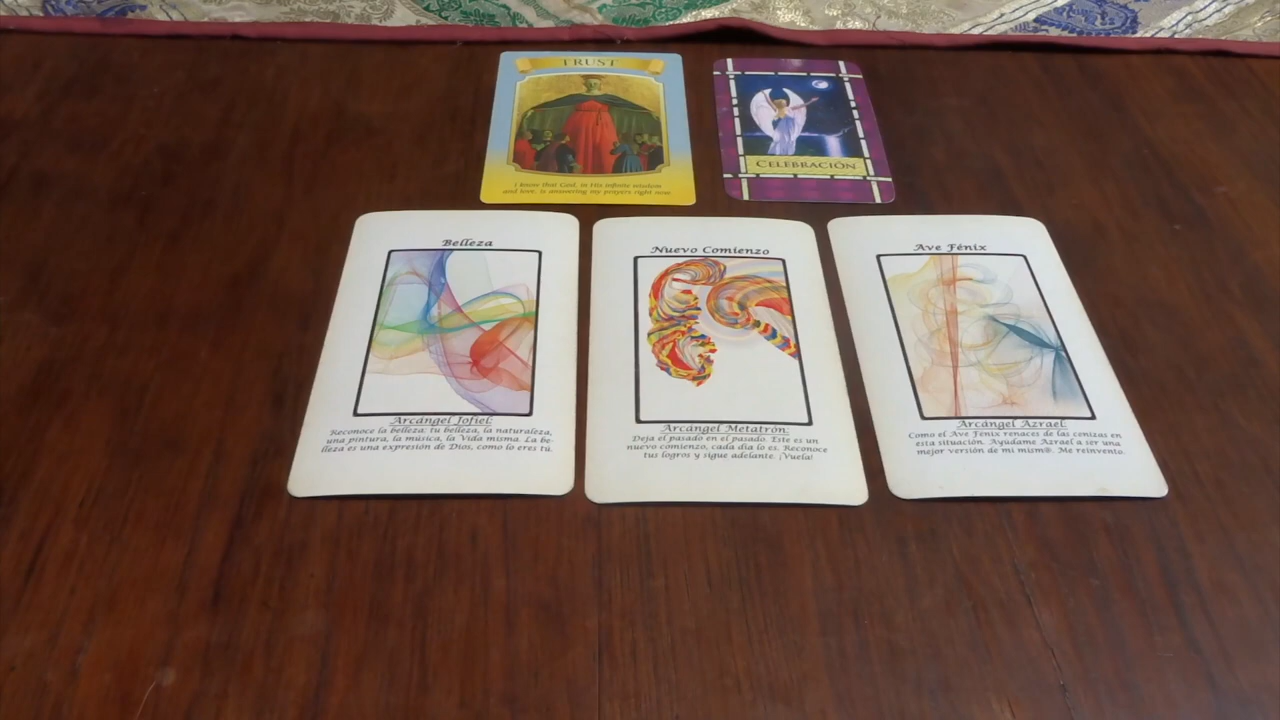 TRUST
I know that God, in His infinite wisdom
and love, is answering my prayers right now
CELEBRACIÓN
Belleza
Arcángel Jofiel:
Reconoce la belleza: tu belleza, la naturaleza,
una pintura, la música, la Vida misma. La be-
lleza es una expresión de Dios, como lo eres tú.
Nuevo Comienzo
Arcángel Metatrón:
Deja el pasado en el pasado. Este es un
nuevo comienzo, cada día lo es. Reconoce
tus logros y sigue adelante. ¡Vuela!
Ave Fénix
Arcángel Azrael:
Como el Ave Fénix renaces de las cenizas en
esta situación. Ayúdame Azrael a ser una
mejor versión de mi mism@. Me reinvento.